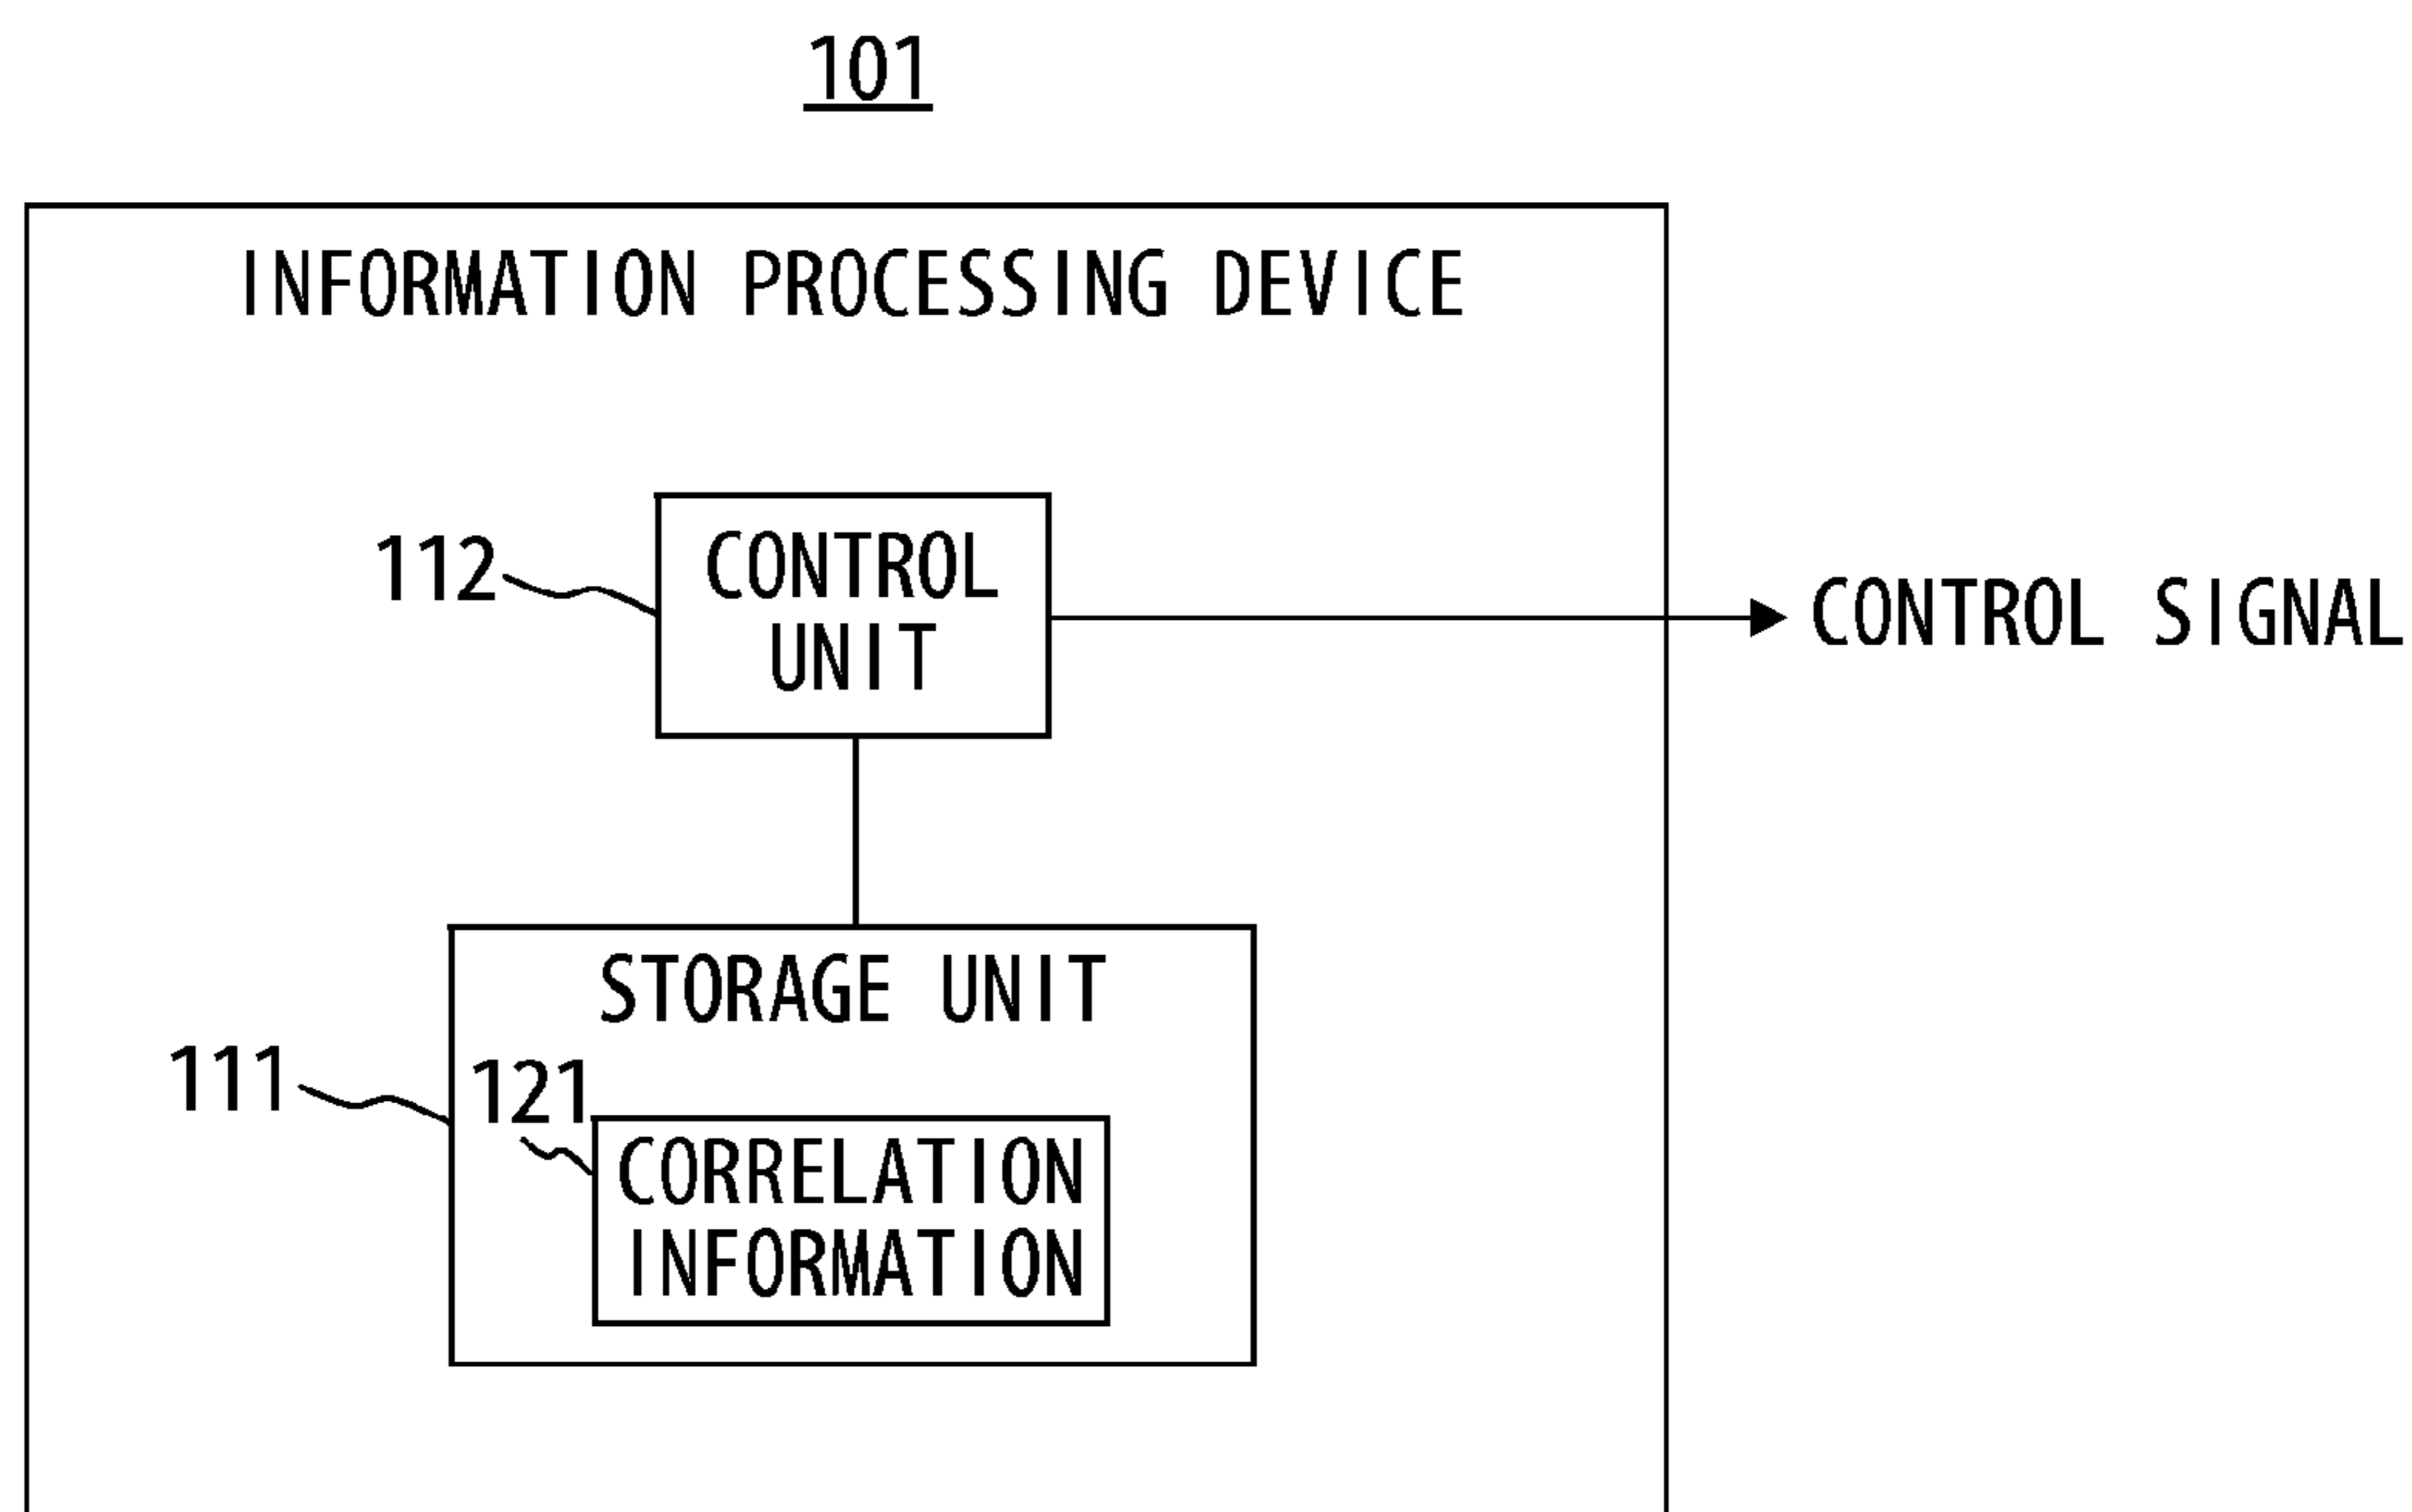 101
INFORMATION PROCESSING DEVICE
112
CONTROL
UNIT
CONTROL SIGNAL
STORAGE UNIT
111
121
CORRELATION
INFORMATION